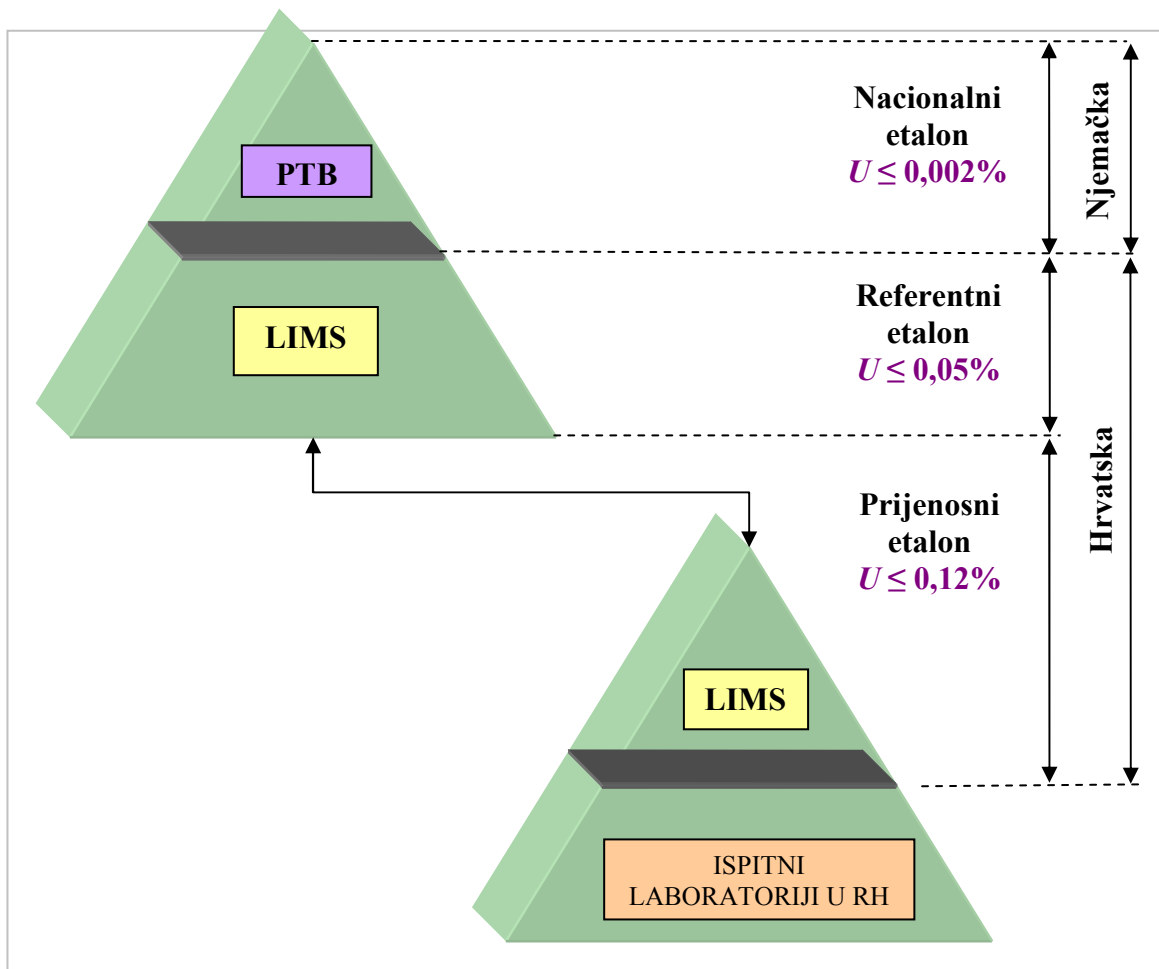 PTB
Nacionalni
etalon
U ≤ 0,002%
Njemačka
LIMS
Referentni
etalon
U ≤ 0,05%
Hrvatska
Prijenosni
etalon
U ≤ 0,12%
LIMS
ISPITNI
LABORATORIJI U RH